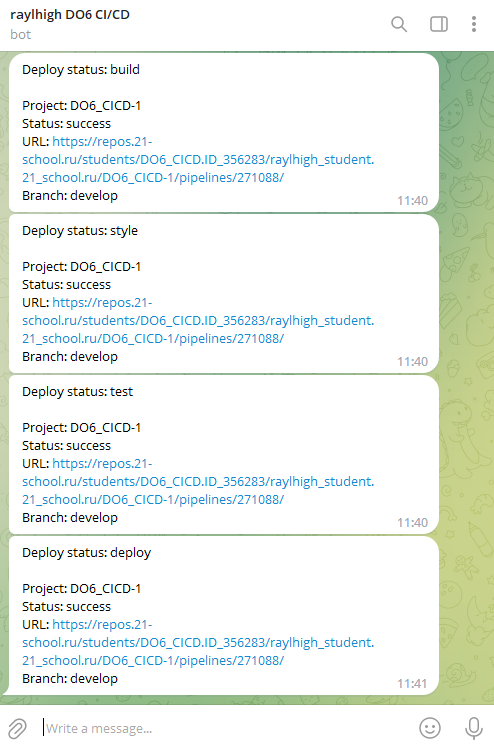 raylhigh DO6 CI/CD
bot
Deploy status: build
Project: DO6_CICD-1
Status: success
URL: https://repos.21-
school.ru/students/DO6_CICD.ID_356283/raylhigh_student.
21_school.ru/DO6_CICD-1/pipelines/271088/
Branch: develop
11:40
Deploy status: style
Project: DO6_CICD-1
Status: success
URL: https://repos.21-
school.ru/students/DO6_CICD.ID_356283/raylhigh_student.
21_school.ru/DO6_CICD-1/pipelines/271088/
Branch: develop
11:40
Deploy status: test
Project: DO6_CICD-1
Status: success
URL: https://repos.21-
school.ru/students/DO6_CICD.ID_356283/raylhigh_student.
21_school.ru/DO6_CICD-1/pipelines/271088/
Branch: develop
11:40
Deploy status: deploy
Project: DO6_CICD-1
Status: success
URL: https://repos.21-
school.ru/students/DO6_CICD.ID_356283/raylhigh_student.
21_school.ru/DO6_CICD-1/pipelines/271088/
Branch: develop
11:41
Write a message...